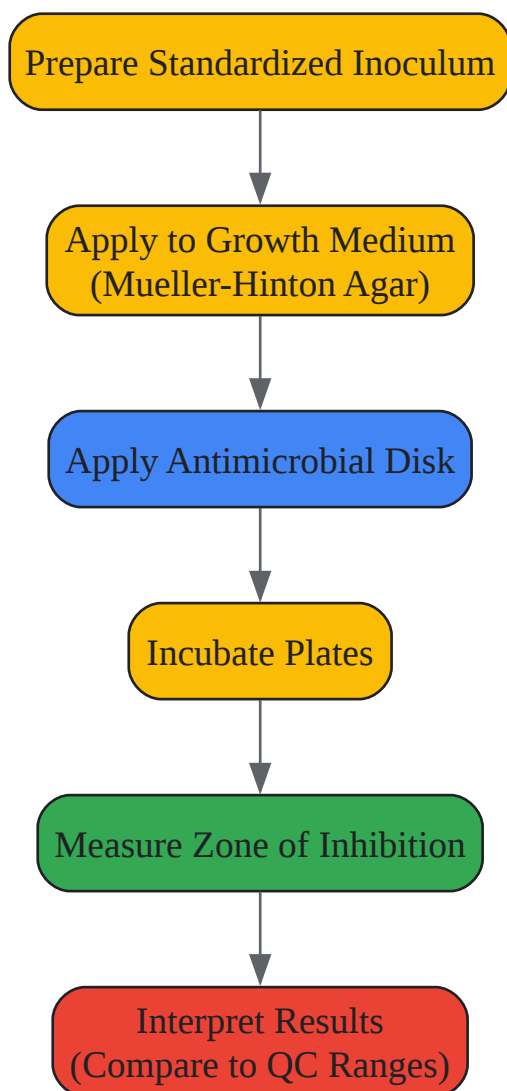 Prepare Standardized Inoculum
Apply to Growth Medium
(Mueller-Hinton Agar)
Apply Antimicrobial Disk
Incubate Plates
Measure Zone of Inhibition
Interpret Results
(Compare to QC Ranges)